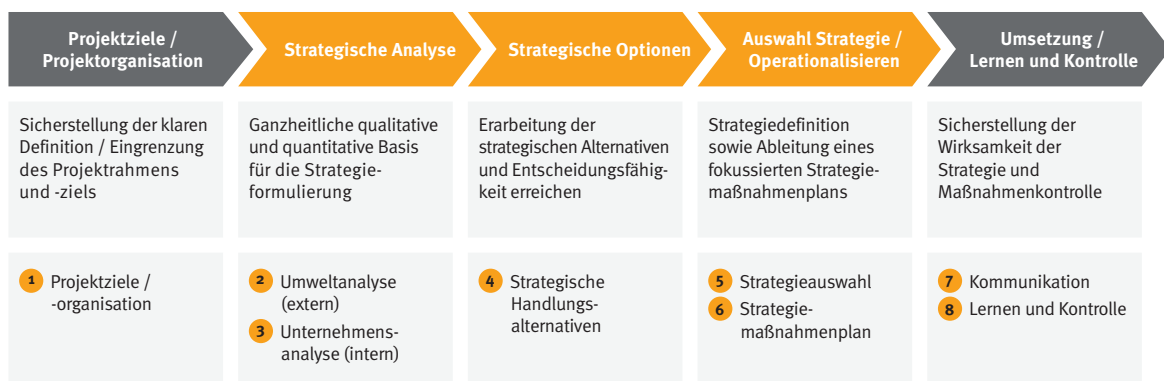 Projektziele /
Projektorganisation
Strategische Analyse
Strategische Optionen
Auswahl Strategie /
Operationalisieren
Umsetzung /
Lernen und Kontrolle
Sicherstellung der klaren
Definition / Eingrenzung
des Projektrahmens
und -ziels
Ganzheitliche qualitative
und quantitative Basis
für die Strategie-
formulierung
Erarbeitung der
strategischen Alternativen
und Entscheidungsfähig-
keit erreichen
Strategiedefinition
sowie Ableitung eines
fokussierten Strategie-
maßnahmenplans
Sicherstellung der
Wirksamkeit der
Strategie und
Maßnahmenkontrolle
1 Projektziele /
-organisation
2 Umweltanalyse
(extern)
3 Unternehmens-
analyse (intern)
4 Strategische
Handlungs-
alternativen
5 Strategieauswahl
6 Strategie-
maßnahmenplan
7 Kommunikation
8 Lernen und Kontrolle